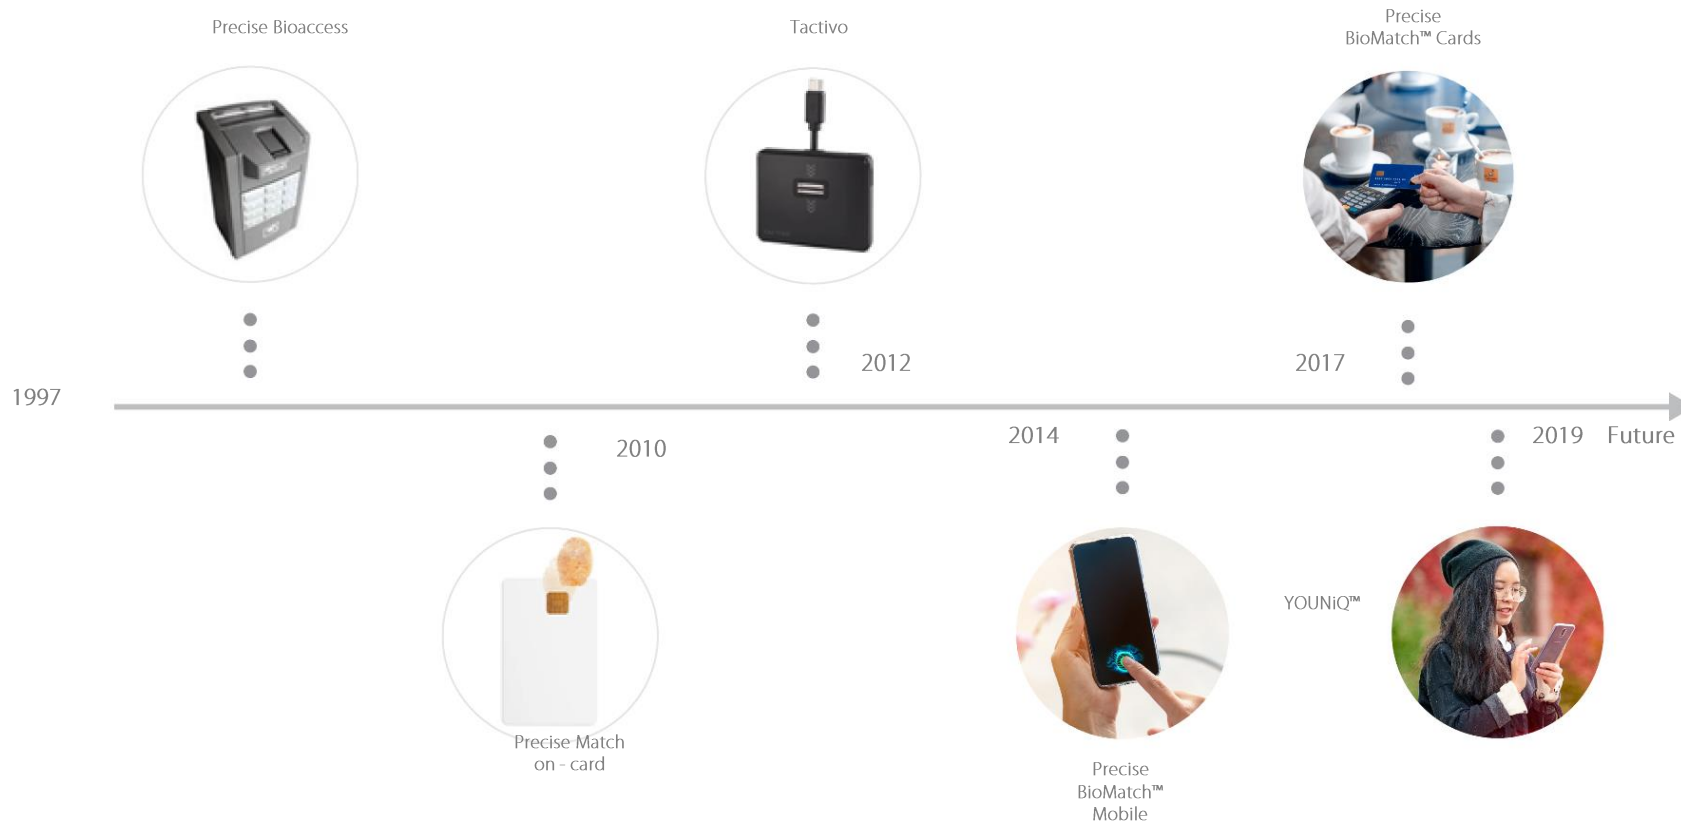 Precise Bioaccess
Tactivo
Precise
BioMatch™ Cards
2012
2017
1997
2010
2014
2019
Future
YOUNiQ™
Precise Match
on - card
Precise
BioMatch™
Mobile